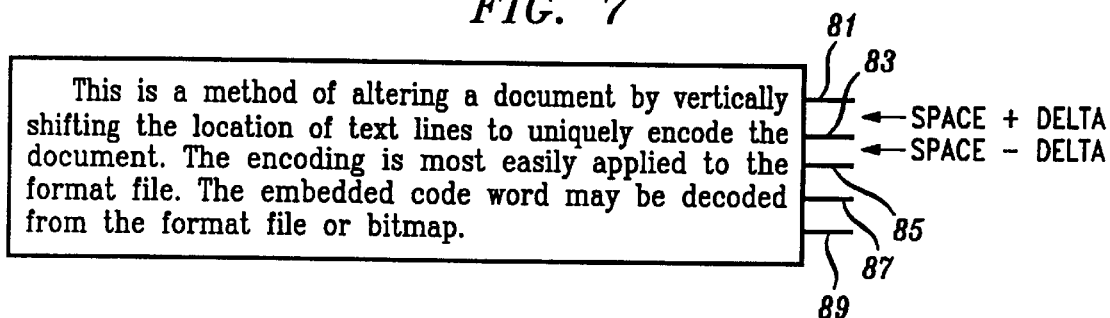 FIG. 7
81
83
This is a method of altering a document by vertically
shifting the location of text lines to uniquely encode the
document. The encoding is most easily applied to the
format file. The embedded code word may be decoded
from the format file or bitmap.
SPACE + DELTA
SPACE - DELTA
85
87
89